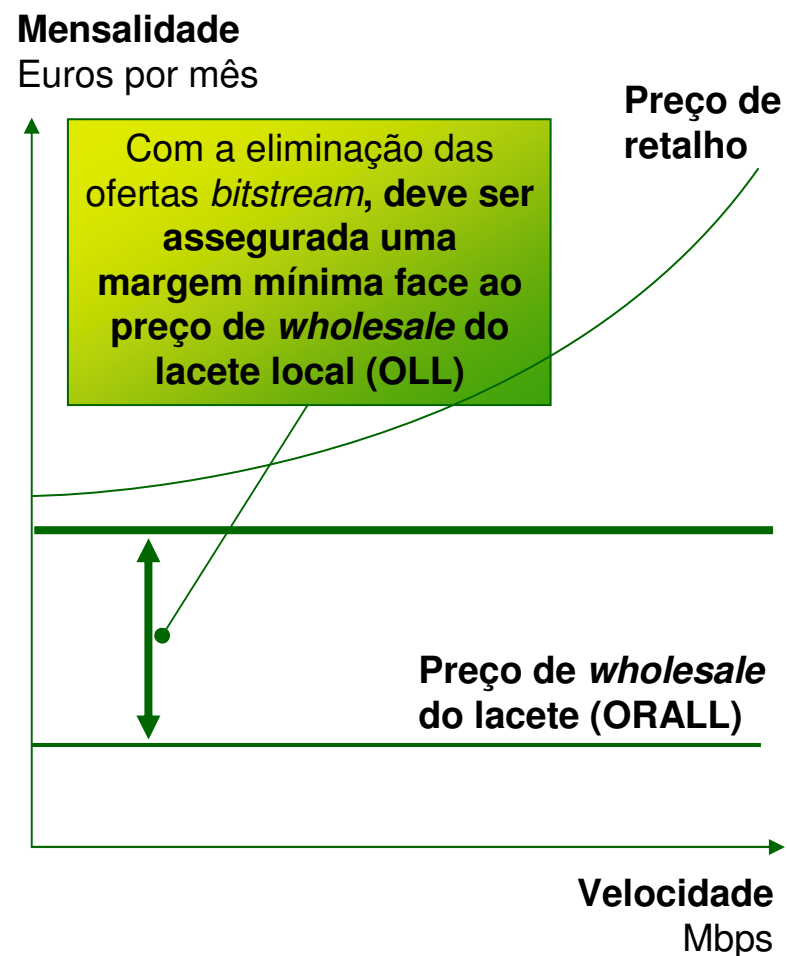 Mensalidade
Euros por mês
Preço de
retalho
Com a eliminação das
ofertas bitstream, deve ser
assegurada uma
margem mínima face ao
preço de wholesale do
lacete local (OLL)
Preço de wholesale
do lacete (ORALL)
Velocidade
Mbps